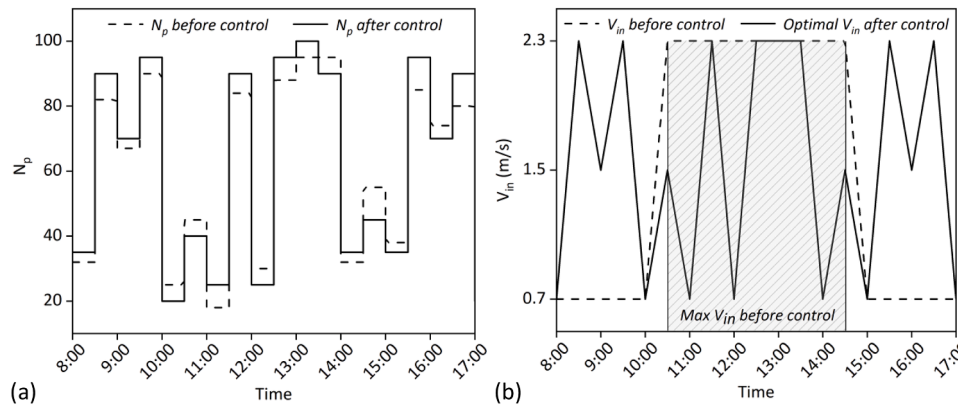 N_p before control N_p after control
100
80
60
40
20
N_p
8:00 9:00 10:00 11:00 12:00 13:00 14:00 15:00 16:00 17:00
Time
(a)
V_in before control Optimal V_in after control
2.3
1.5
0.7
V_in (m/s)
Max V_in before control
8:00 9:00 10:00 11:00 12:00 13:00 14:00 15:00 16:00 17:00
Time
(b)